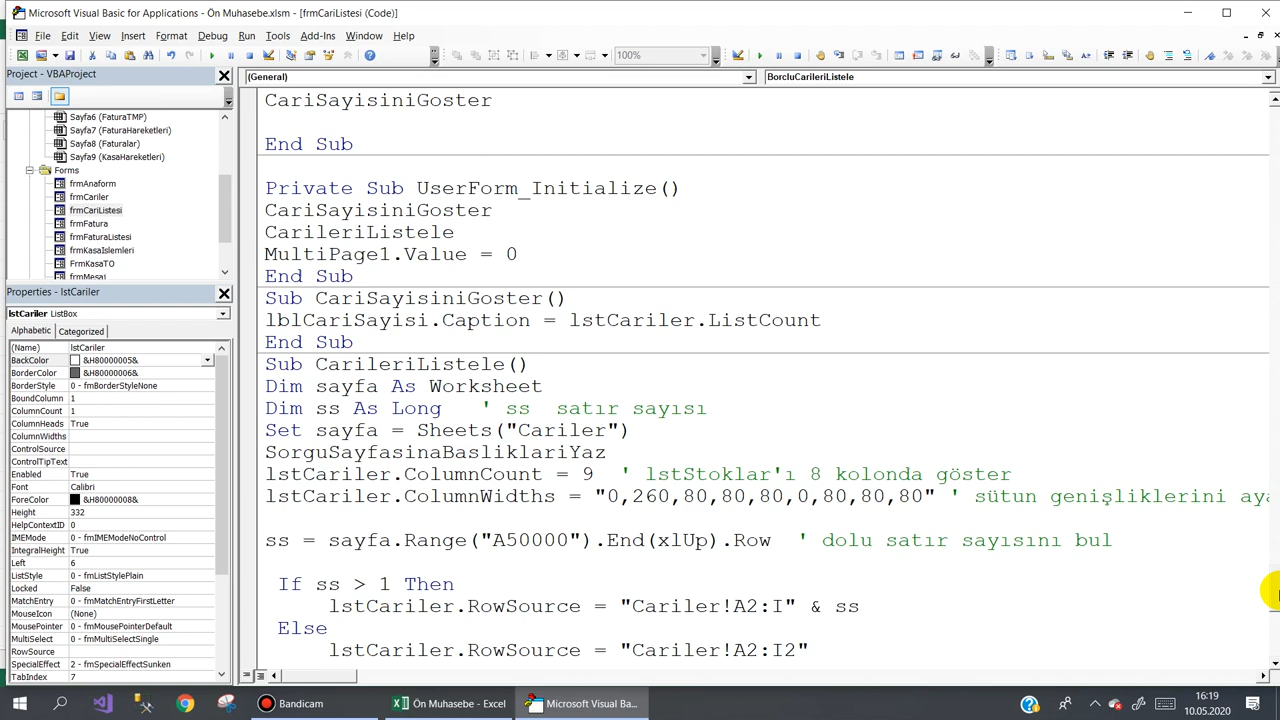 Microsoft Visual Basic for Applications - Ön Muhasebe.xlsm - [frmCariListesi (Code)]
File Edit View Insert Format Debug Run Tools Add-Ins Window Help
100%
Project - VBAProject
(General)
BorcluCarileriListele
Sayfa6 (FaturaTMP)
Sayfa7 (FaturaHareketleri)
Sayfa8 (Faturalar)
Sayfa9 (KasaHareketleri)
Forms
frmAnaform
frmCariler
frmCariListesi
frmFatura
frmFaturaListesi
frmKasaIslemleri
FrmKasaTO
frmMesaj
Properties - lstCariler
lstCariler ListBox
Alphabetic Categorized
(Name) lstCariler
BackColor &H80000005&
BorderColor &H80000006&
BorderStyle 0 - fmBorderStyleNone
BoundColumn 1
ColumnCount 1
ColumnHeads True
ColumnWidths
ControlSource
ControlTipText
Enabled True
Font Calibri
ForeColor &H80000008&
Height 332
HelpContextID 0
IMEMode 0 - fmIMEModeNoControl
IntegralHeight True
Left 6
ListStyle 0 - fmListStylePlain
Locked False
MatchEntry 0 - fmMatchEntryFirstLetter
MouseIcon (None)
MousePointer 0 - fmMousePointerDefault
MultiSelect 0 - fmMultiSelectSingle
RowSource
SpecialEffect 2 - fmSpecialEffectSunken
TabIndex 7
CariSayisiniGoster
End Sub
Private Sub UserForm_Initialize()
CariSayisiniGoster
CarileriListele
MultiPage1.Value = 0
End Sub
Sub CariSayisiniGoster()
lblCariSayisi.Caption = lstCariler.ListCount
End Sub
Sub CarileriListele()
Dim sayfa As Worksheet
Dim ss As Long ' ss satır sayısı
Set sayfa = Sheets("Cariler")
SorguSayfasinaBasliklariYaz
lstCariler.ColumnCount = 9 ' lstStoklar'ı 8 kolonda göster
lstCariler.ColumnWidths = "0,260,80,80,80,0,80,80,80" ' sütun genişliklerini aya
ss = sayfa.Range("A50000").End(xlUp).Row ' dolu satır sayısını bul
If ss > 1 Then
lstCariler.RowSource = "Cariler!A2:I" & ss
Else
lstCariler.RowSource = "Cariler!A2:I2"
Bandicam
Ön Muhasebe - Excel
Microsoft Visual Ba...
16:19
10.05.2020